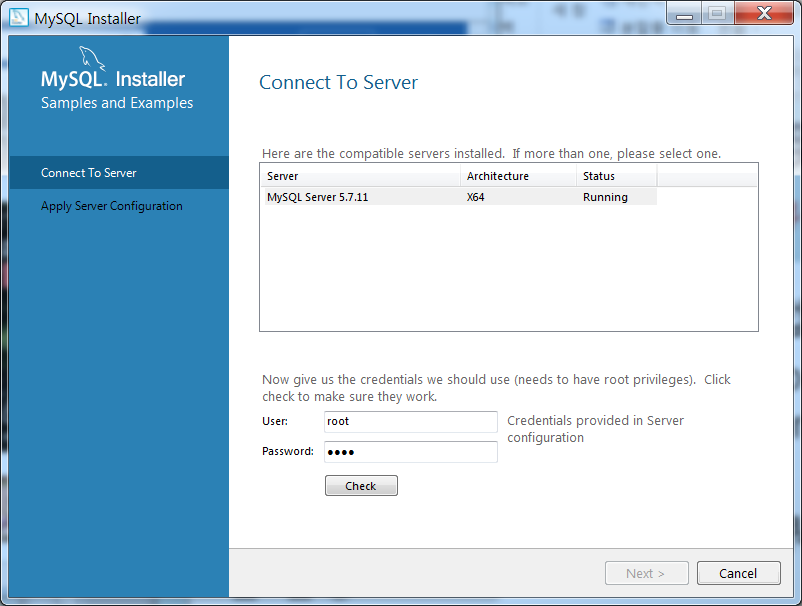 MySQL Installer
MySQL. Installer
Samples and Examples
Connect To Server
Apply Server Configuration
Connect To Server
Here are the compatible servers installed.  If more than one, please select one.
Server Architecture Status
MySQL Server 5.7.11 X64 Running
Now give us the credentials we should use (needs to have root privileges).  Click
check to make sure they work.
User: root
Credentials provided in Server
configuration
Password: ●●●●
Check
Next > Cancel